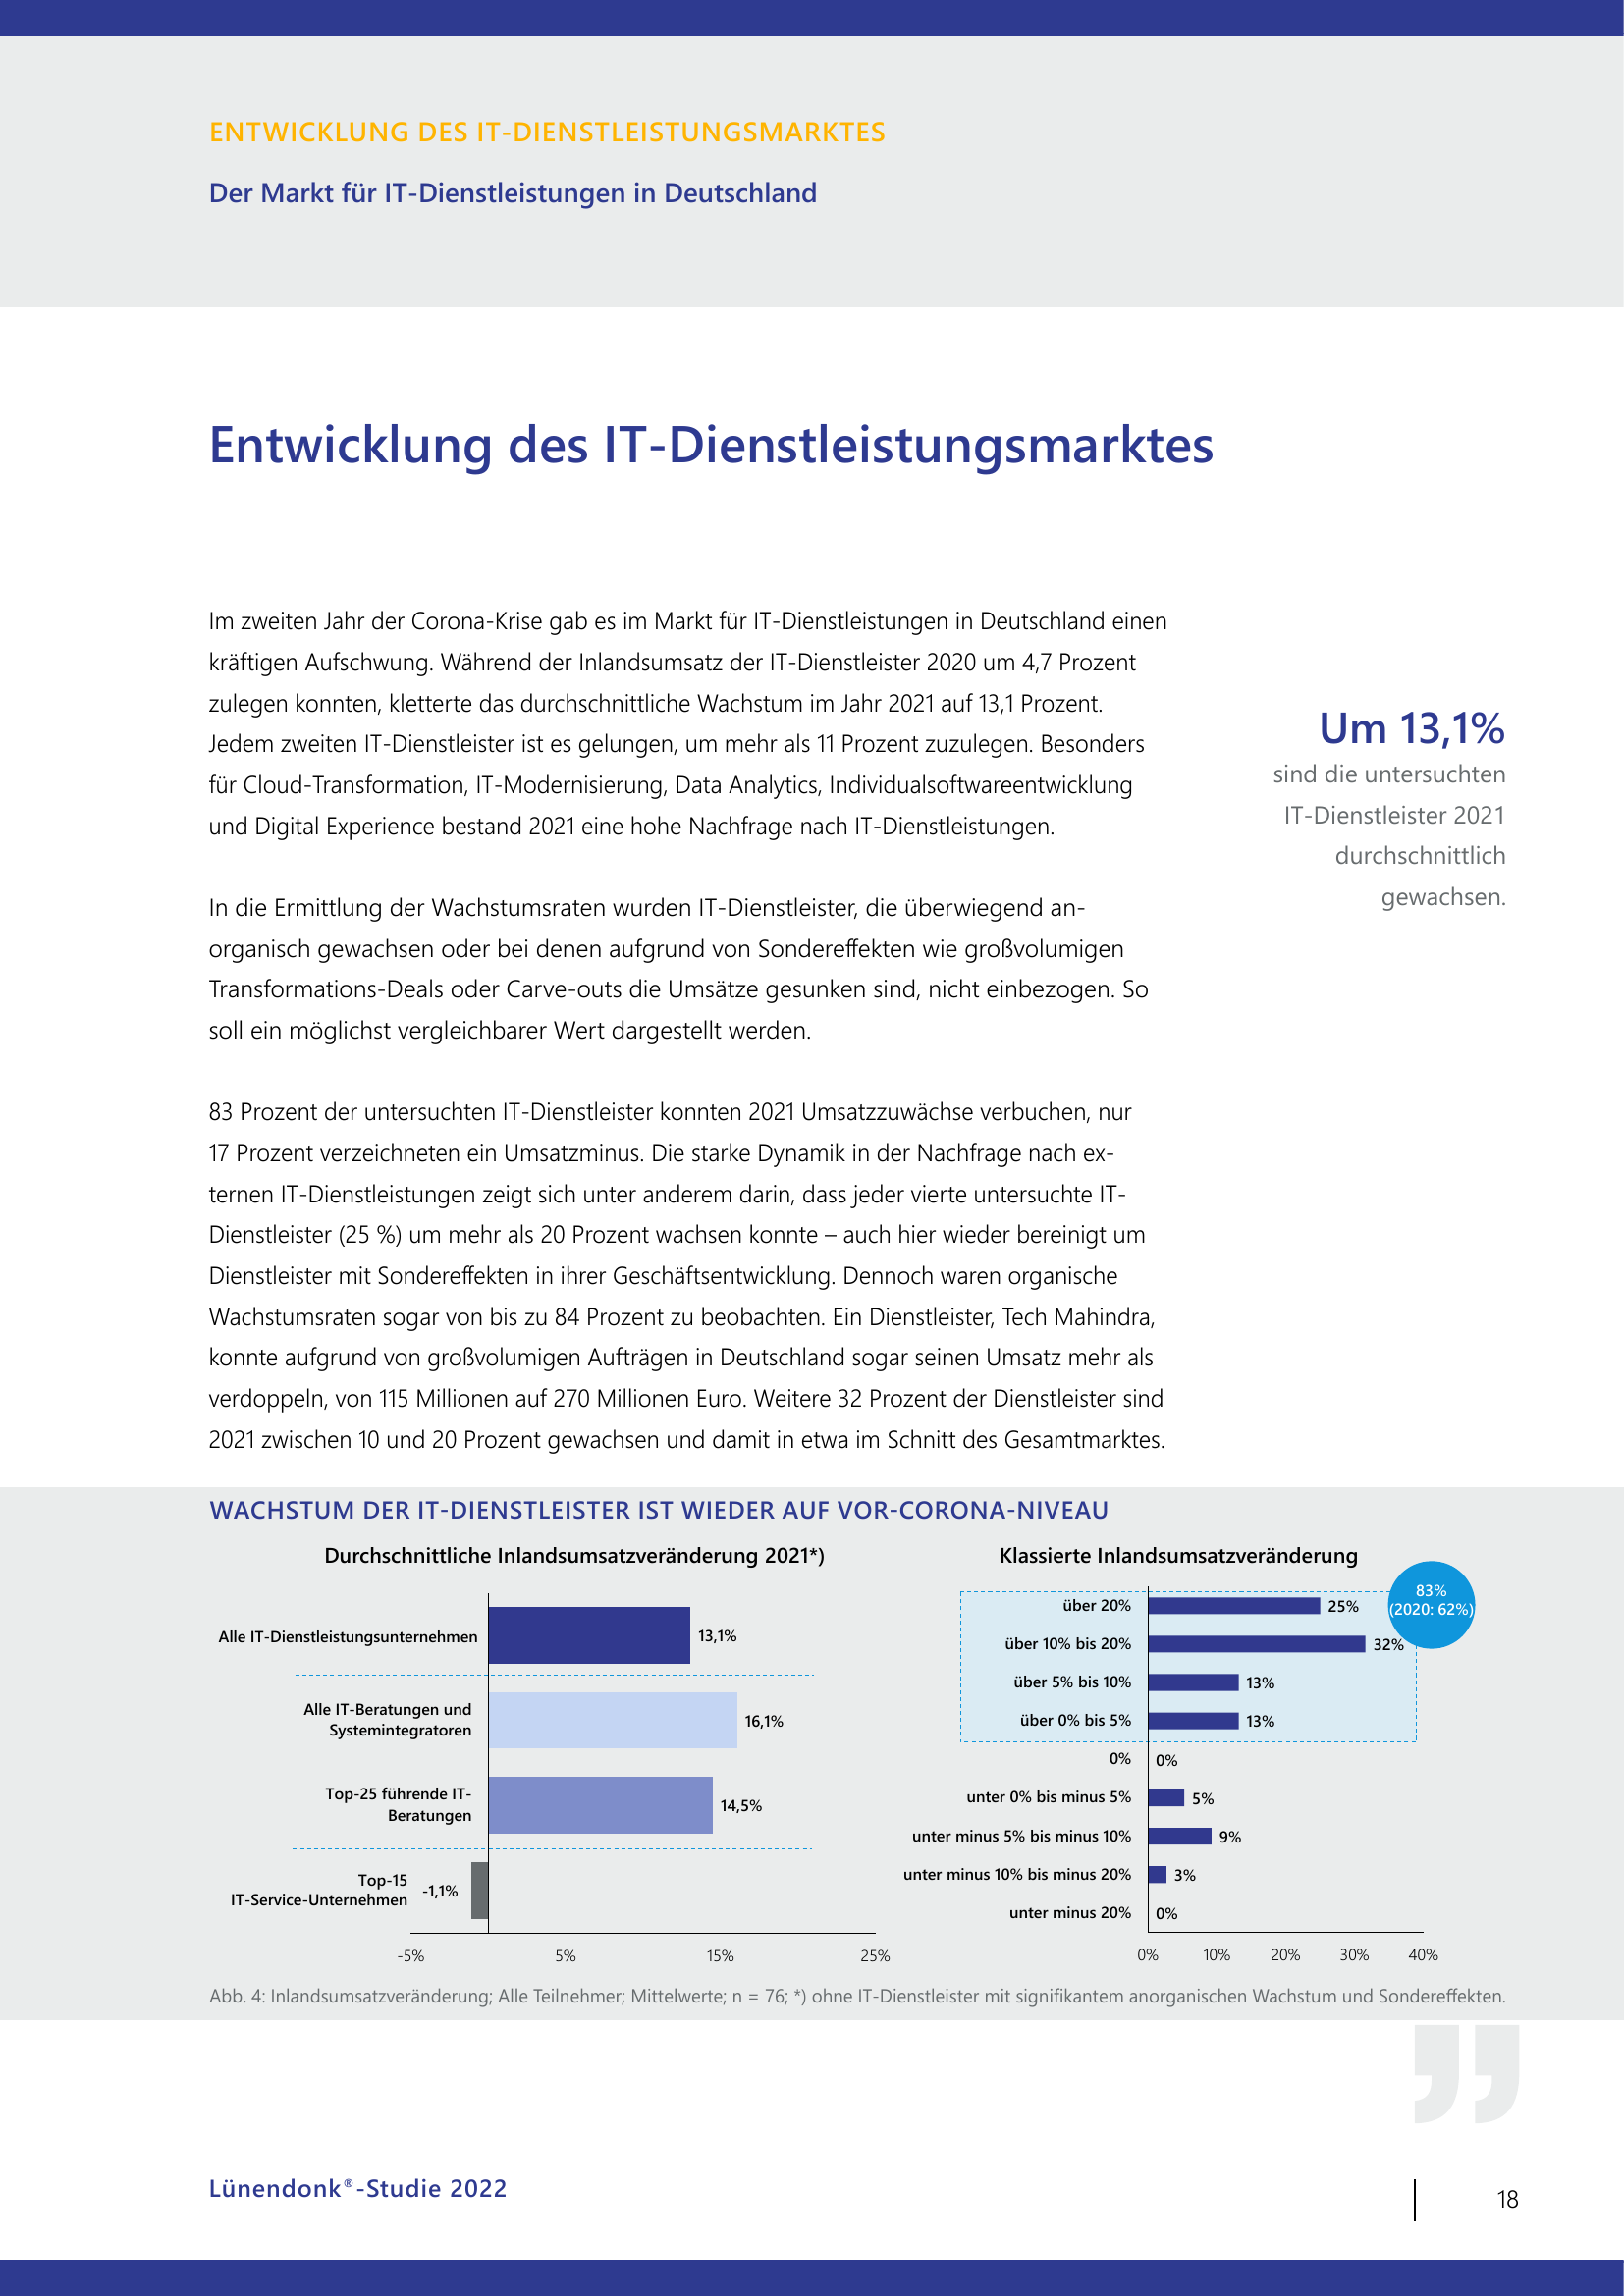 ENTWICKLUNG DES IT-DIENSTLEISTUNGSMARKTES
Der Markt für IT-Dienstleistungen in Deutschland
Entwicklung des IT-Dienstleistungsmarktes
Im zweiten Jahr der Corona-Krise gab es im Markt für IT-Dienstleistungen in Deutschland einen
kräftigen Aufschwung. Während der Inlandsumsatz der IT-Dienstleister 2020 um 4,7 Prozent
zulegen konnten, kletterte das durchschnittliche Wachstum im Jahr 2021 auf 13,1 Prozent.
Jedem zweiten IT-Dienstleister ist es gelungen, um mehr als 11 Prozent zuzulegen. Besonders
für Cloud-Transformation, IT-Modernisierung, Data Analytics, Individualsoftwareentwicklung
und Digital Experience bestand 2021 eine hohe Nachfrage nach IT-Dienstleistungen.
Um 13,1%
sind die untersuchten
IT-Dienstleister 2021
durchschnittlich
gewachsen.
In die Ermittlung der Wachstumsraten wurden IT-Dienstleister, die überwiegend an-
organisch gewachsen oder bei denen aufgrund von Sondereffekten wie großvolumigen
Transformations-Deals oder Carve-outs die Umsätze gesunken sind, nicht einbezogen. So
soll ein möglichst vergleichbarer Wert dargestellt werden.
83 Prozent der untersuchten IT-Dienstleister konnten 2021 Umsatzzuwächse verbuchen, nur
17 Prozent verzeichneten ein Umsatzminus. Die starke Dynamik in der Nachfrage nach ex-
ternen IT-Dienstleistungen zeigt sich unter anderem darin, dass jeder vierte untersuchte IT-
Dienstleister (25 %) um mehr als 20 Prozent wachsen konnte – auch hier wieder bereinigt um
Dienstleister mit Sondereffekten in ihrer Geschäftsentwicklung. Dennoch waren organische
Wachstumsraten sogar von bis zu 84 Prozent zu beobachten. Ein Dienstleister, Tech Mahindra,
konnte aufgrund von großvolumigen Aufträgen in Deutschland sogar seinen Umsatz mehr als
verdoppeln, von 115 Millionen auf 270 Millionen Euro. Weitere 32 Prozent der Dienstleister sind
2021 zwischen 10 und 20 Prozent gewachsen und damit in etwa im Schnitt des Gesamtmarktes.
WACHSTUM DER IT-DIENSTLEISTER IST WIEDER AUF VOR-CORONA-NIVEAU
Durchschnittliche Inlandsumsatzveränderung 2021*)
Alle IT-Dienstleistungsunternehmen 13,1%
Alle IT-Beratungen und
Systemintegratoren
16,1%
Top-25 führende IT-
Beratungen
14,5%
Top-15
IT-Service-Unternehmen
-1,1%
-5% 5% 15% 25%
Klassierte Inlandsumsatzveränderung
83%
(2020: 62%)
über 20% 25%
über 10% bis 20% 32%
über 5% bis 10% 13%
über 0% bis 5% 13%
0% 0%
unter 0% bis minus 5% 5%
unter minus 5% bis minus 10% 9%
unter minus 10% bis minus 20% 3%
unter minus 20% 0%
0% 10% 20% 30% 40%
Abb. 4: Inlandsumsatzveränderung; Alle Teilnehmer; Mittelwerte; n = 76; *) ohne IT-Dienstleister mit signifikantem anorganischen Wachstum und Sondereffekten.
Lünendonk®-Studie 2022
18